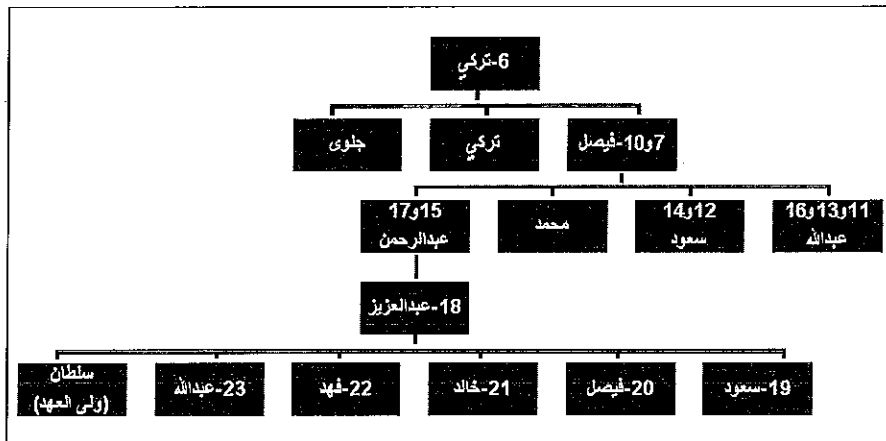 6-تركي
7و10-فيصل
تركي
جلوى
11و13و16
عبدالله
12و14
سعود
محمد
15و17
عبدالرحمن
18-عبدالعزيز
19-سعود
20-فيصل
21-خالد
22-فهد
23-عبدالله
سلطان
(ولى العهد)